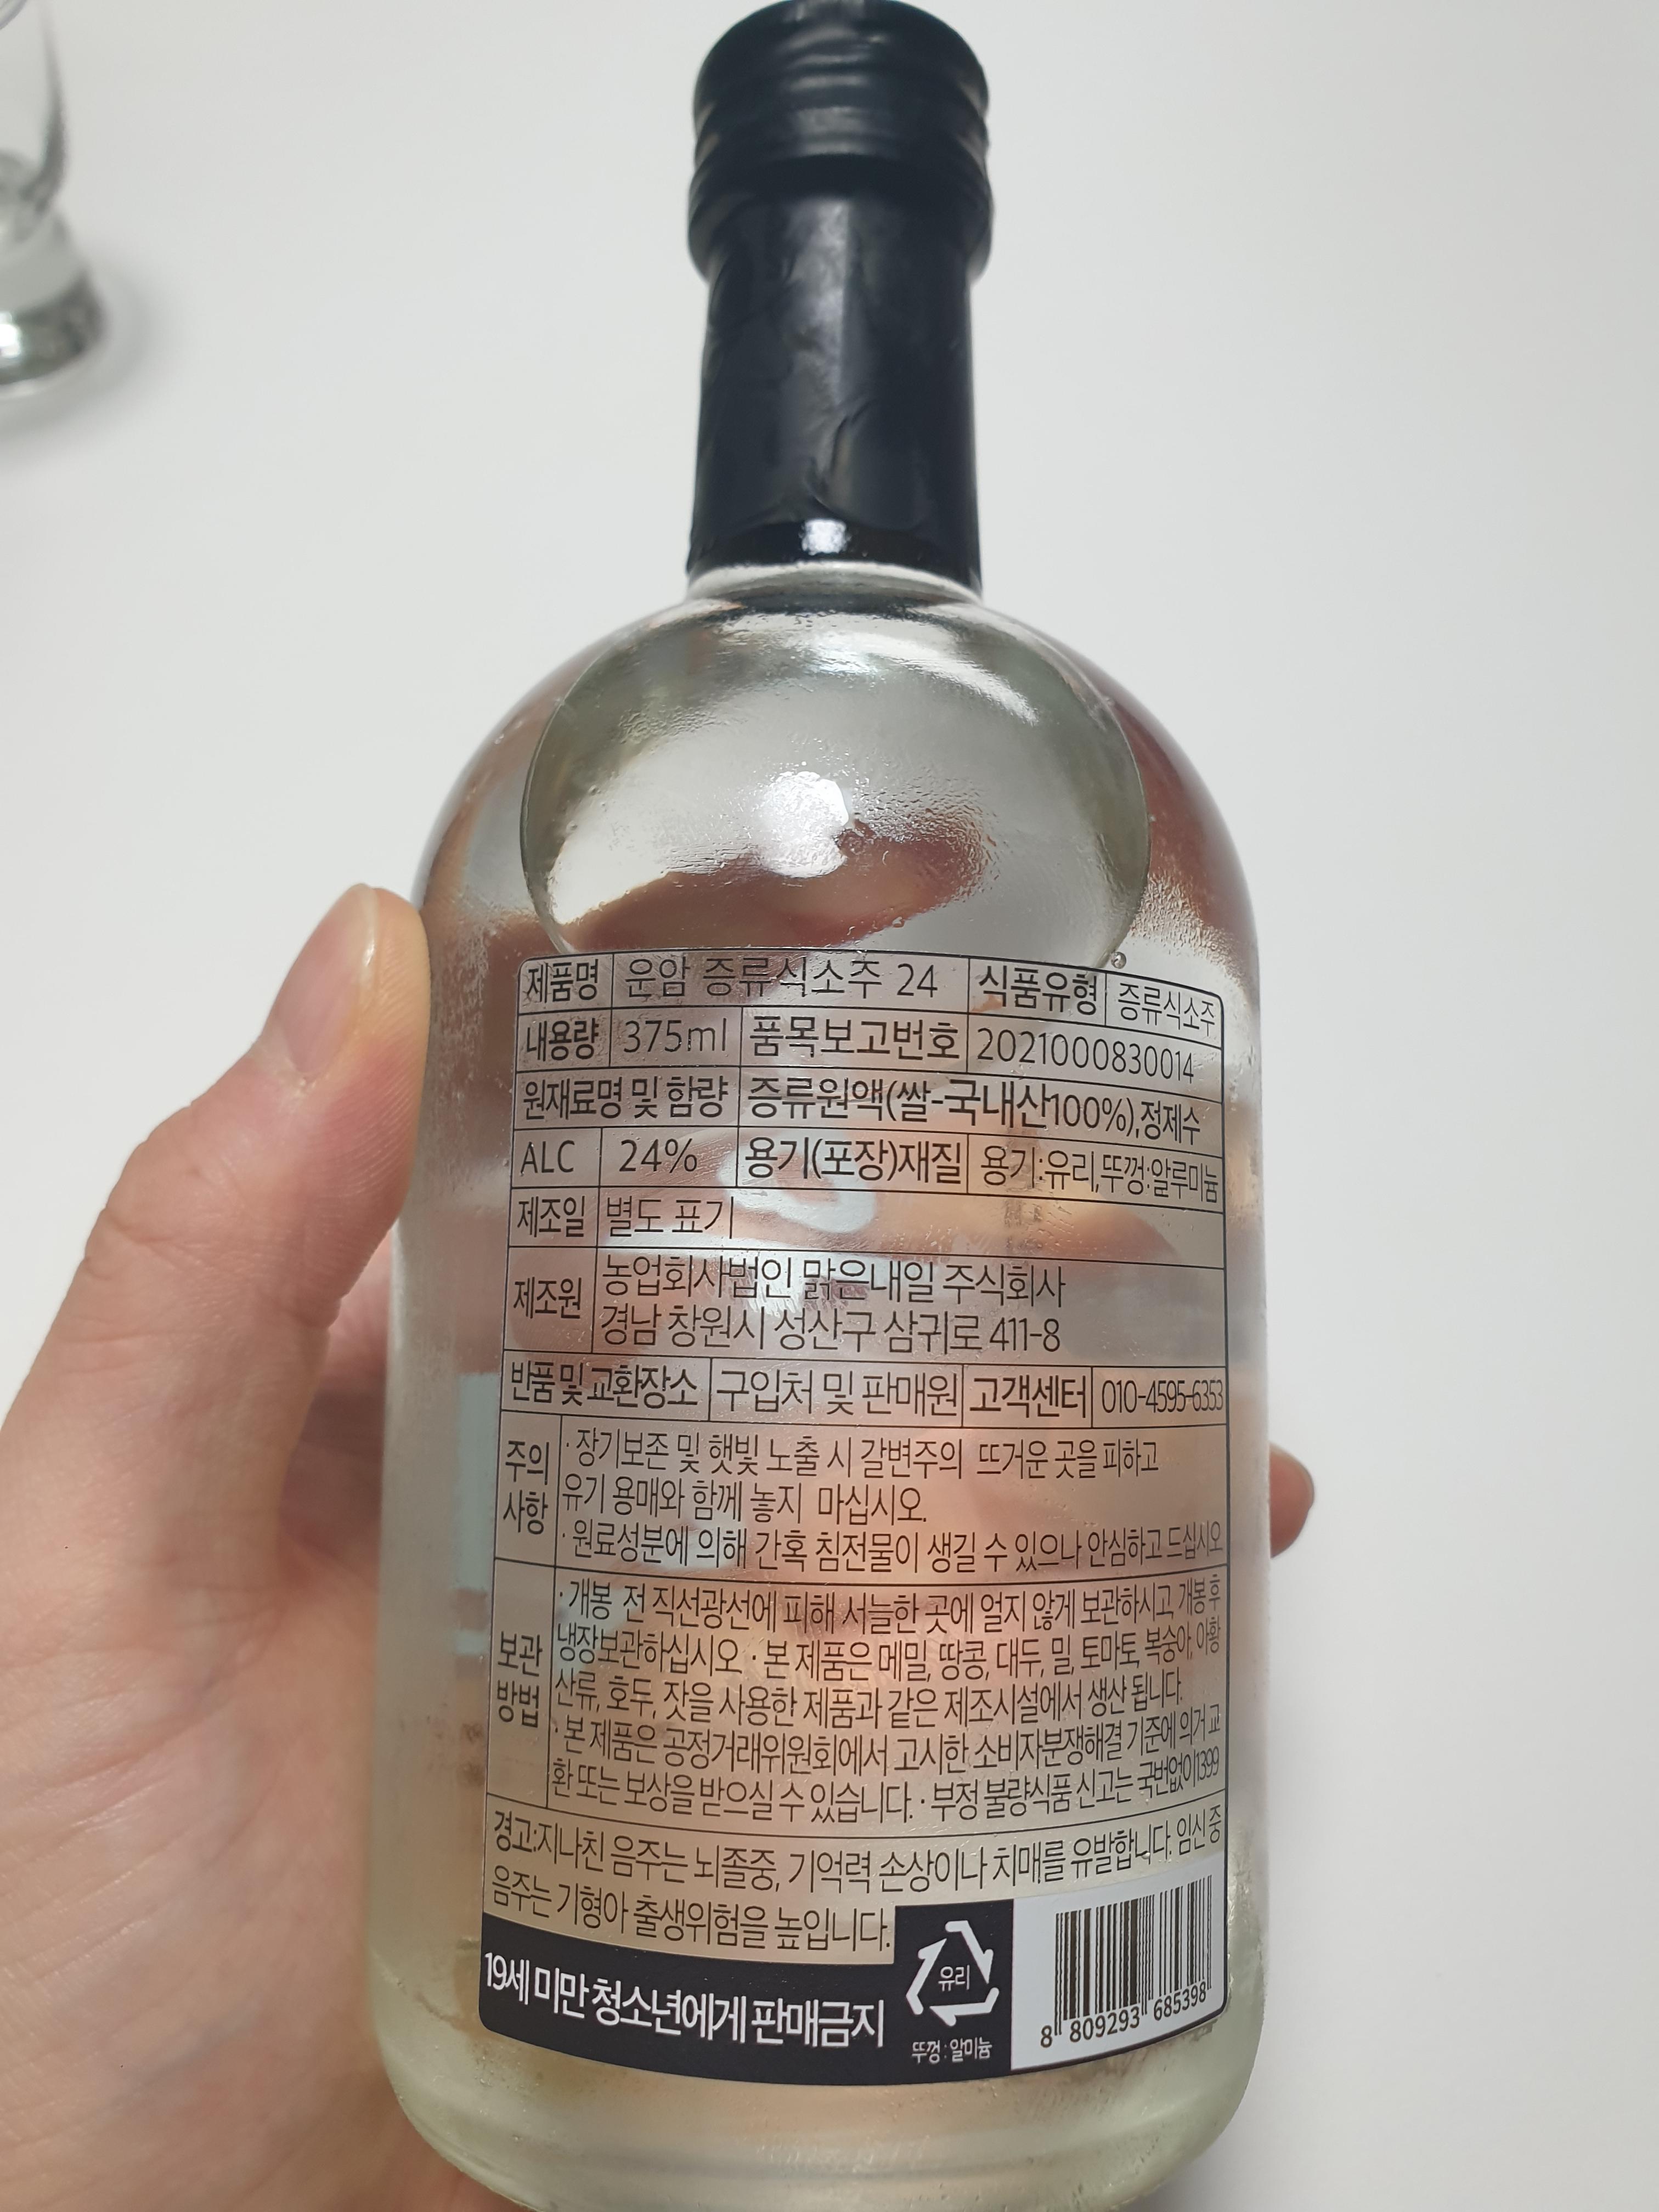 제품명 운암 증류식소주 24 식품유형 증류식소주
내용량 375ml 품목보고번호 2021000830014
원재료명 및 함량 증류원액(쌀-국내산100%),정제수
ALC 24% 용기(포장)재질 용기:유리,뚜껑:알루미늄
제조일 별도 표기
제조원 농업회사법인 맑은내일 주식회사
경남 창원시 성산구 삼귀로 411-8
반품 및 교환장소 구입처 및 판매원 고객센터 010-4595-6353
주의
사항
· 장기보존 및 햇빛 노출 시 갈변주의 뜨거운 곳을 피하고
유기 용매와 함께 놓지 마십시오.
· 원료성분에 의해 간혹 침전물이 생길 수 있으나 안심하고 드십시오
보관
방법
· 개봉 전 직선광선에 피해 서늘한 곳에 얼지 않게 보관하시고, 개봉 후
냉장보관하십시오 · 본 제품은 메밀, 땅콩, 대두, 밀, 토마토, 복숭아, 아황
산류, 호두, 잣을 사용한 제품과 같은 제조시설에서 생산 됩니다.
· 본 제품은 공정거래위원회에서 고시한 소비자분쟁해결 기준에 의거 교
환 또는 보상을 받으실 수 있습니다. · 부정 불량식품 신고는 국번없이1399
경고:지나친 음주는 뇌졸중, 기억력 손상이나 치매를 유발합니다. 임신 중
음주는 기형아 출생위험을 높입니다.
19세 미만 청소년에게 판매금지
유리
뚜껑 : 알미늄
8 809293 685398